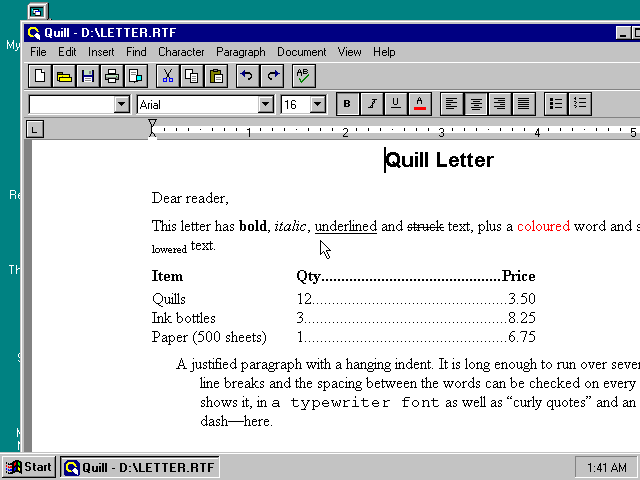 Quill - D:\LETTER.RTF
File Edit Insert Find Character Paragraph Document View Help
Arial 16 B I U A
L 1 2 3 4 5
Quill Letter
Dear reader,
This letter has bold, italic, underlined and struck text, plus a coloured word and s
lowered text.
Item Qty Price
Quills 12 3.50
Ink bottles 3 8.25
Paper (500 sheets) 1 6.75
A justified paragraph with a hanging indent. It is long enough to run over seve
line breaks and the spacing between the words can be checked on every
shows it, in a typewriter font as well as “curly quotes” and an
dash—here.
Start Quill - D:\LETTER.RTF 1:41 AM